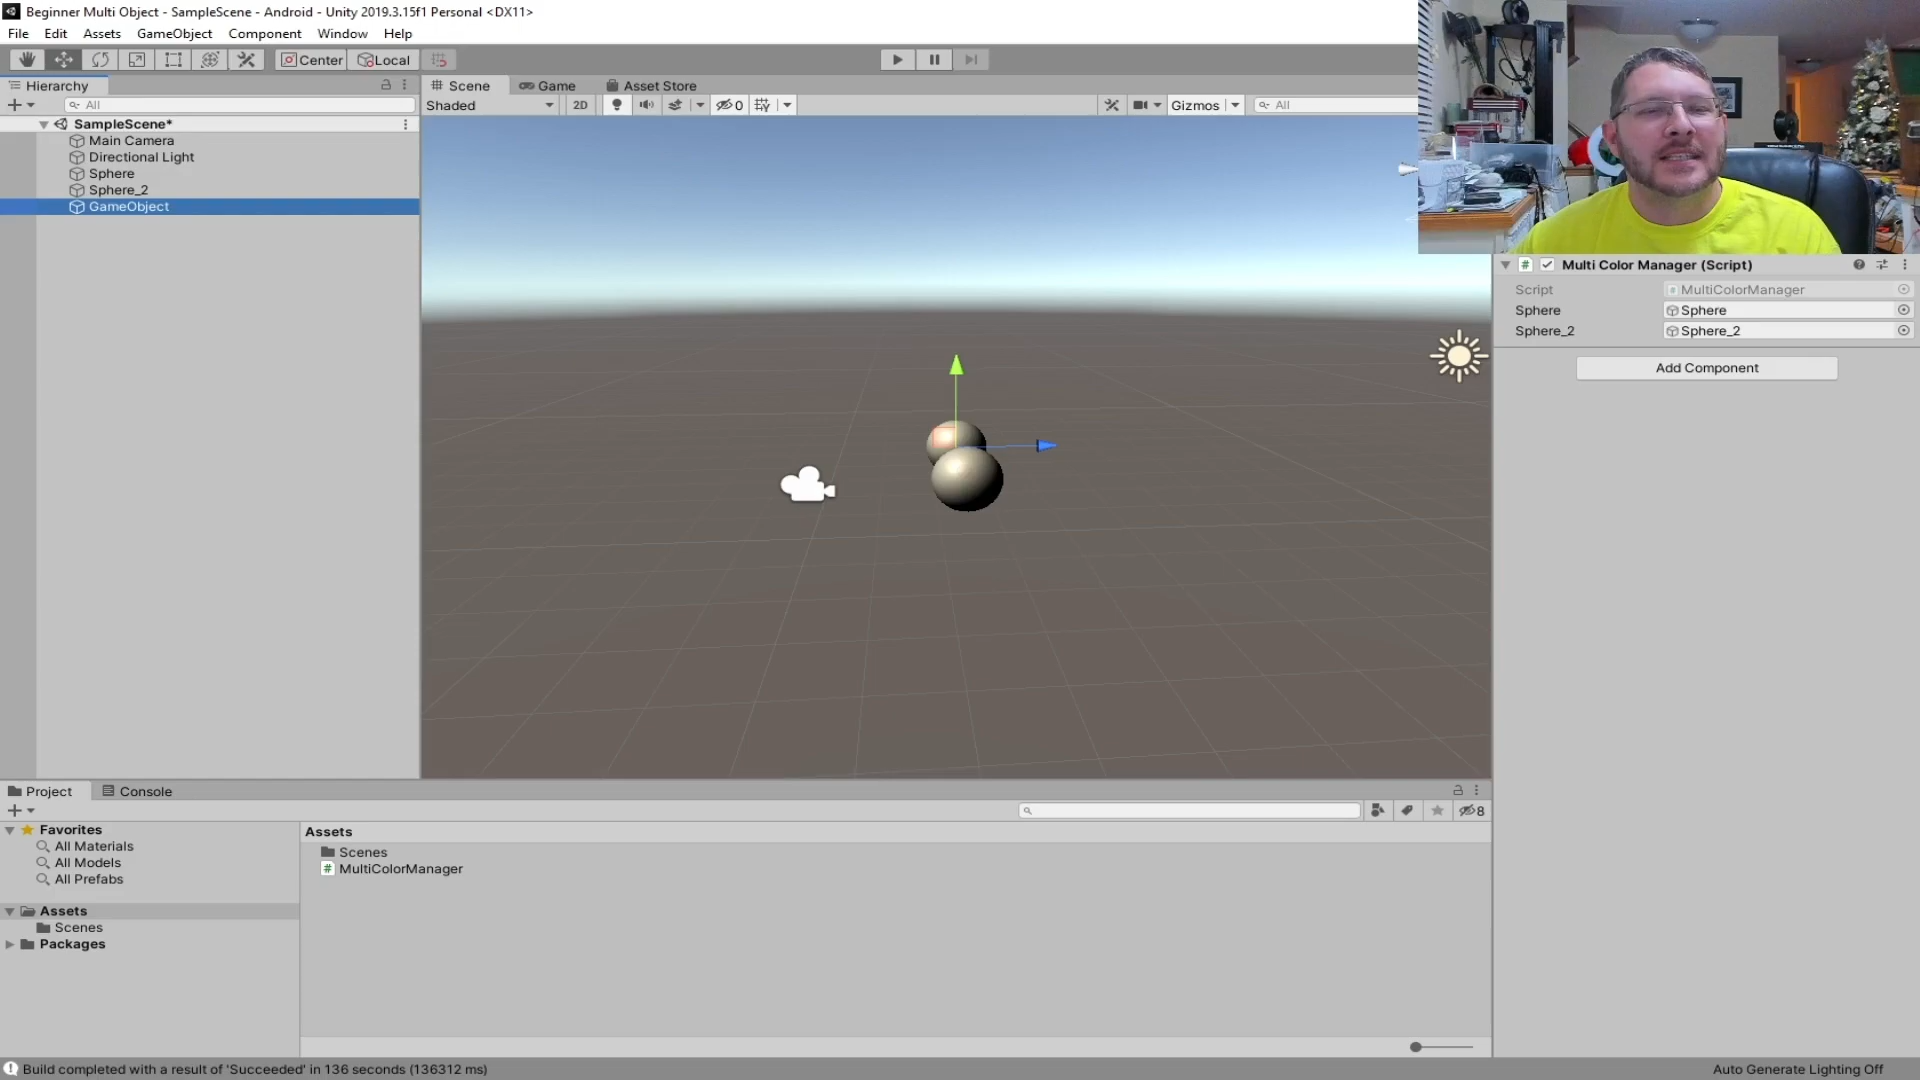 Beginner Multi Object - SampleScene - Android - Unity 2019.3.15f1 Personal <DX11>
File Edit Assets GameObject Component Window Help
Center Local
Hierarchy
All
SampleScene*
Main Camera
Directional Light
Sphere
Sphere_2
GameObject
Scene Game Asset Store
Shaded 2D 0 Gizmos All
Multi Color Manager (Script)
Script MultiColorManager
Sphere Sphere
Sphere_2 Sphere_2
Add Component
Project Console
8
Favorites
All Materials
All Models
All Prefabs
Assets
Scenes
Packages
Assets
Scenes
MultiColorManager
Build completed with a result of 'Succeeded' in 136 seconds (136312 ms)
Auto Generate Lighting Off